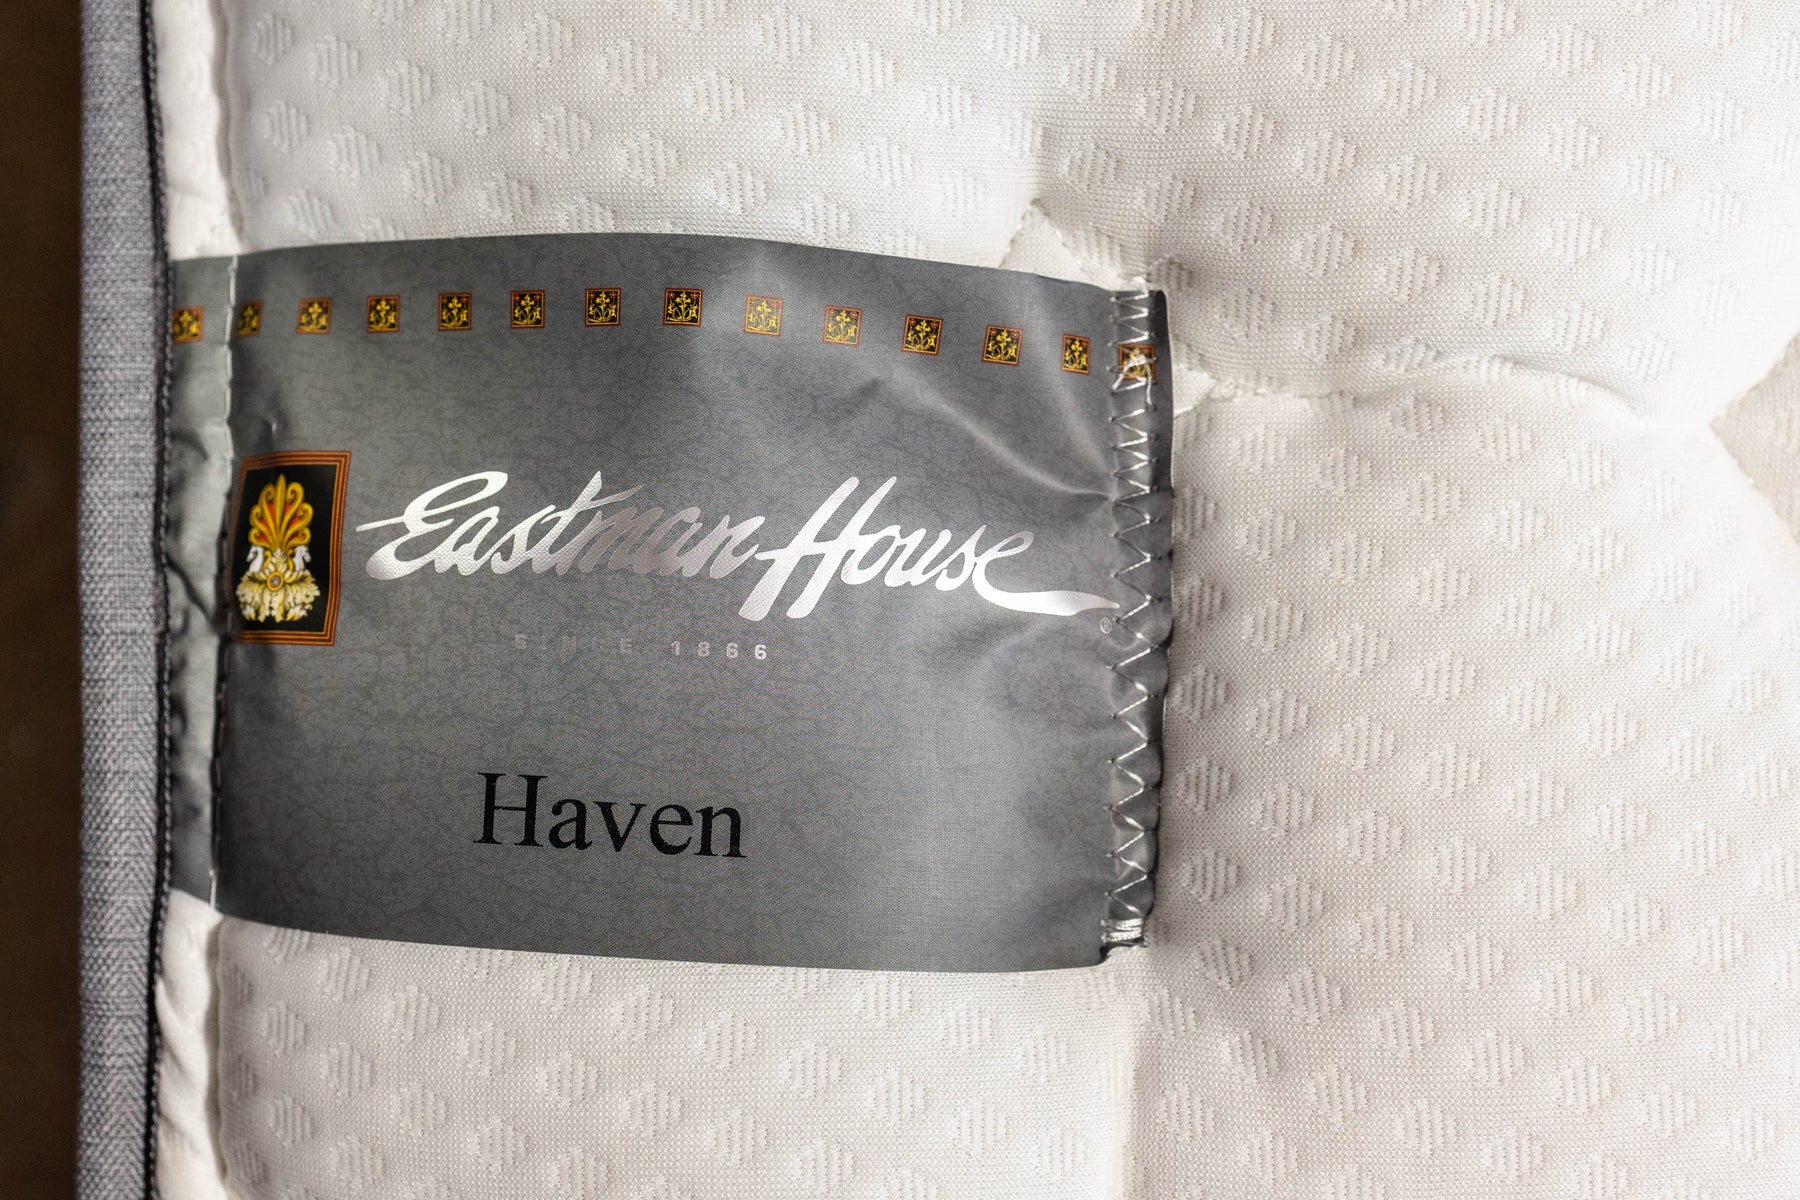 Eastman House
®
SINCE 1866
Haven